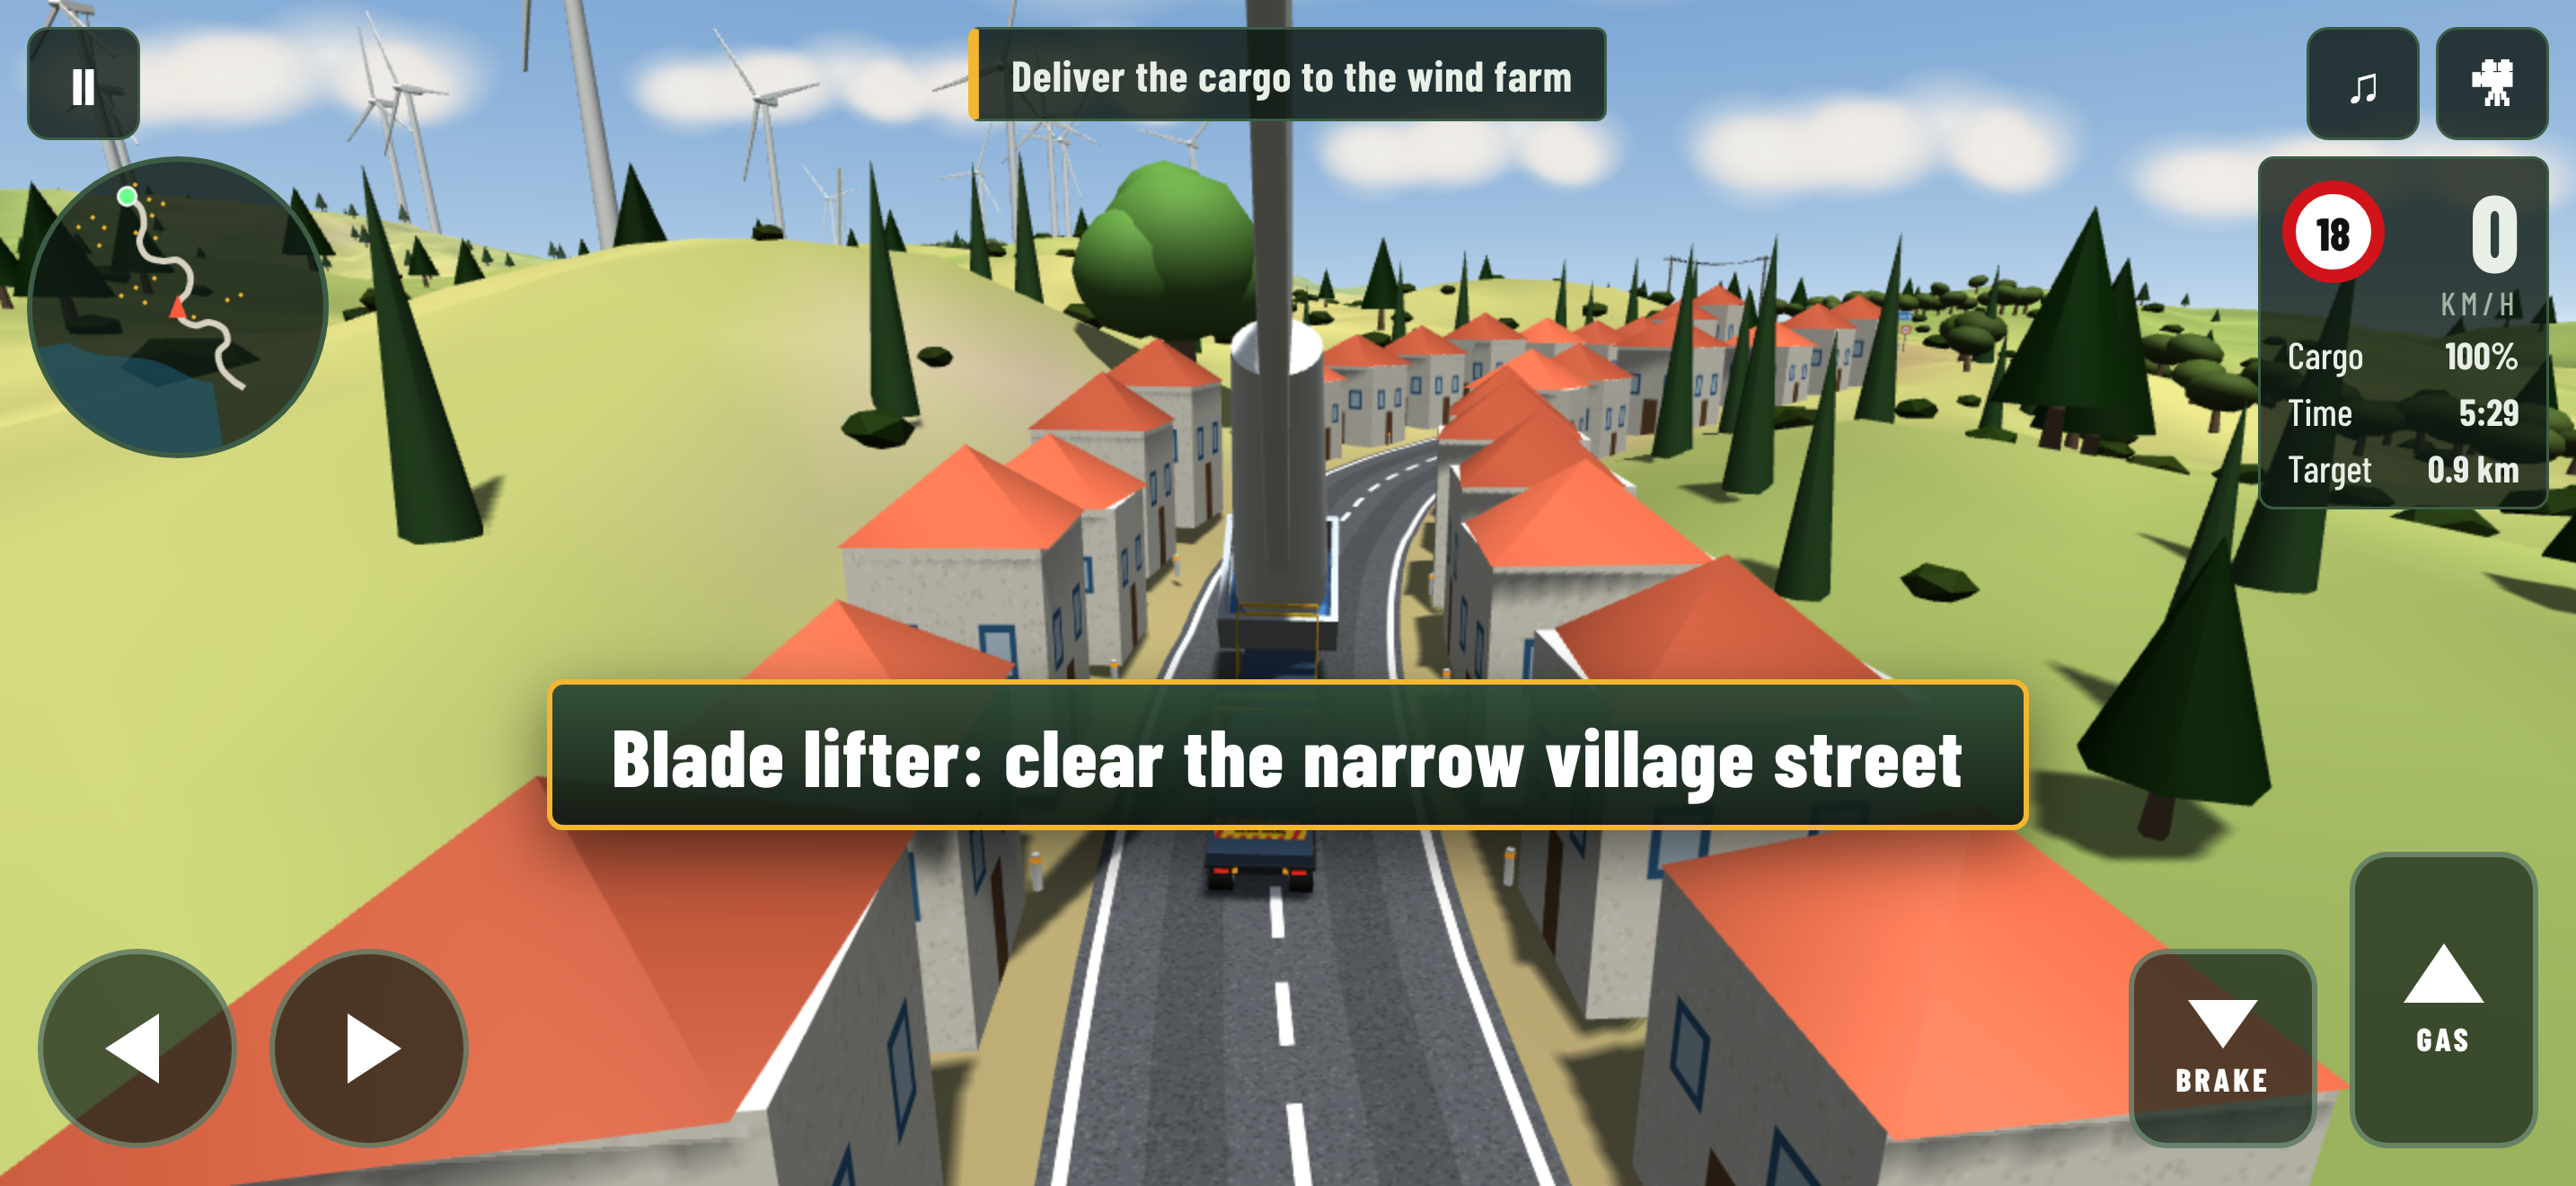 Deliver the cargo to the wind farm
18
0
KM/H
Cargo 100%
Time 5:29
Target 0.9 km
Blade lifter: clear the narrow village street
BRAKE
GAS